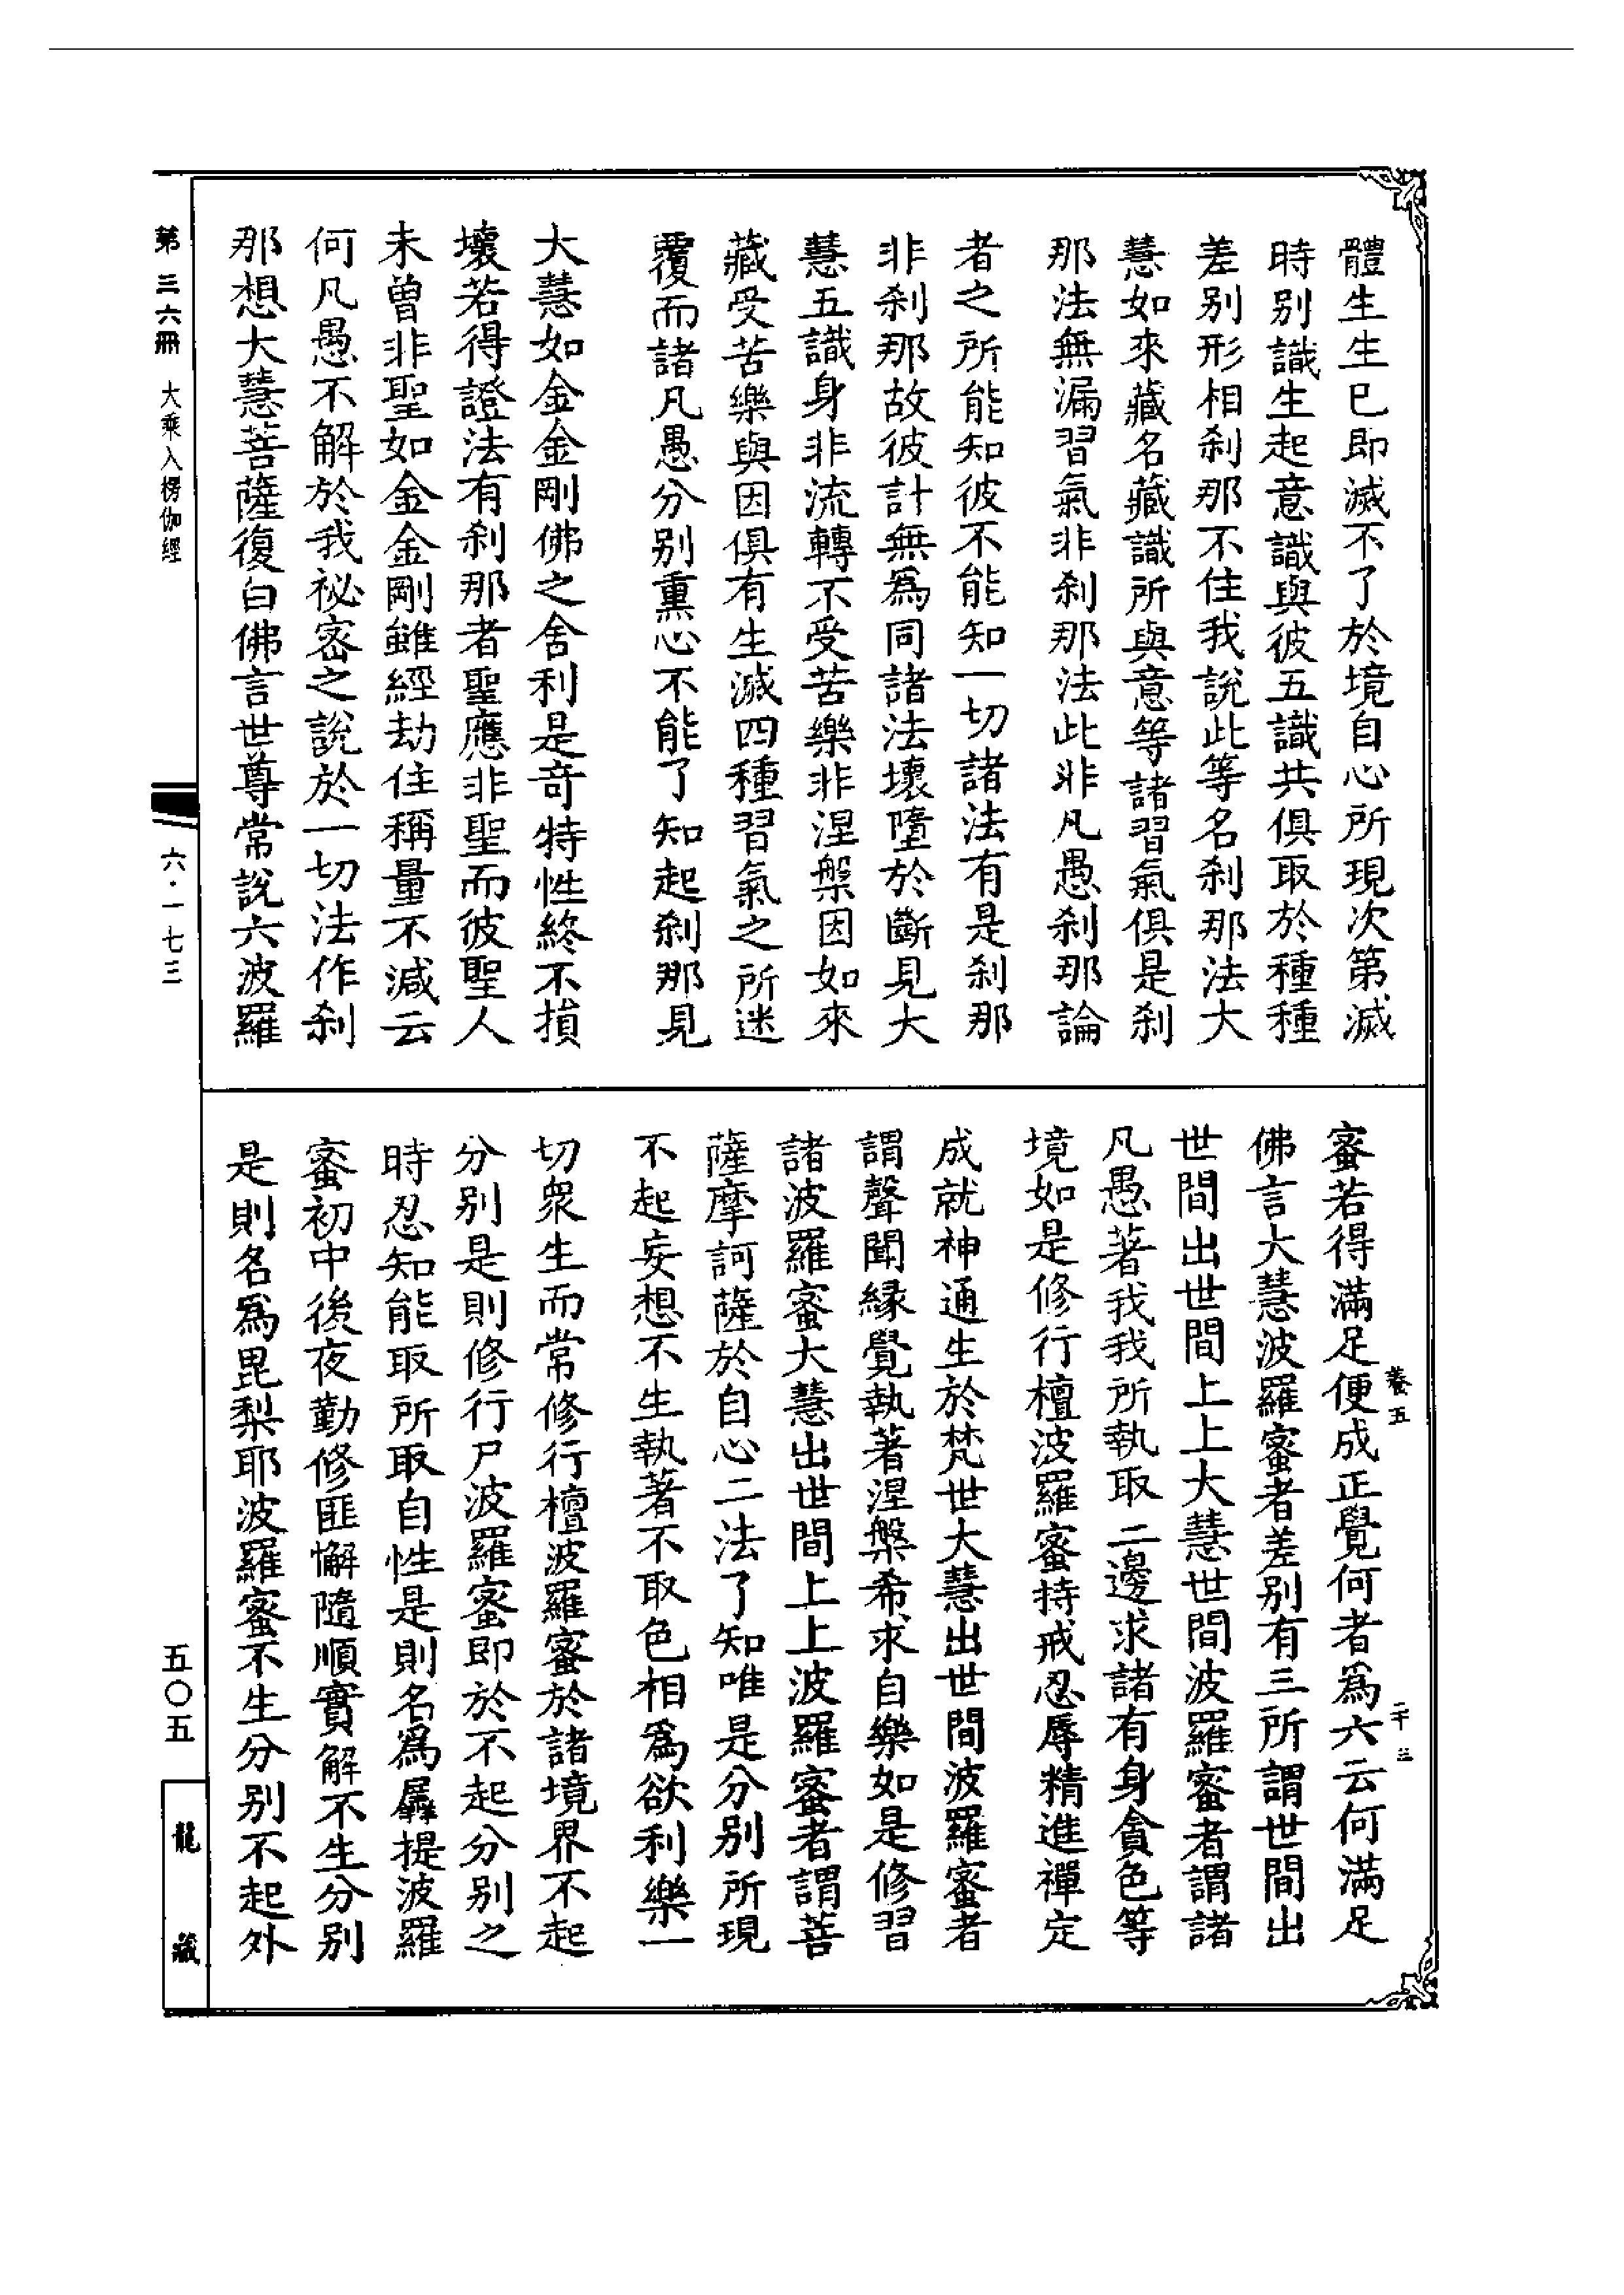 體生生已即滅不了於境自心所現次第滅
時別識生起意識與彼五識共俱取於種種
差别形相刹那不住我說此等名刹那法大
慧如來藏名藏識所與意等諸習氣俱是刹
那法無漏習氣非刹那法此非凡愚刹那論
者之所能知彼不能知一切諸法有是刹那
非刹那故彼計無為同諸法壞墮於斷見大
慧五識身非流轉不受苦樂非涅槃因如來
藏受苦樂與因俱有生滅四種習氣之所迷
覆而諸凡愚分别熏心不能了知起刹那見
大慧如金金剛佛之舍利是奇特性終不損
壞若得證法有刹那者聖應非聖而彼聖人
未曾非聖如金金剛雖經劫住稱量不減云
何凡愚不解於我祕密之說於一切法作刹
那想大慧菩薩復白佛言世尊常說六波羅
蜜若得滿足便成正覺何者為六云何滿足
佛言大慧波羅蜜者差别有三所謂世間出
世間出世間上上大慧世間波羅蜜者謂諸
凡愚著我我所執取二邊求諸有身貪色等
境如是修行檀波羅蜜持戒忍辱精進禪定
成就神通生於梵世大慧出世間波羅蜜者
謂聲聞緣覺執著涅槃希求自樂如是修習
諸波羅蜜大慧出世間上上波羅蜜者謂菩
薩摩訶薩於自心二法了知唯是分别所現
不起妄想不生執著不取色相為欲利樂一
切衆生而常修行檀波羅蜜於諸境界不起
分别是則修行尸波羅蜜即於不起分别之
時忍知能取所取自性是則名為羼提波羅
蜜初中後夜勤修匪懈隨順實解不生分别
是則名為毘梨耶波羅蜜不生分别不起外
卷五
二千三
第三六冊
大乘入楞伽經
六·一七三
五〇五
龍藏